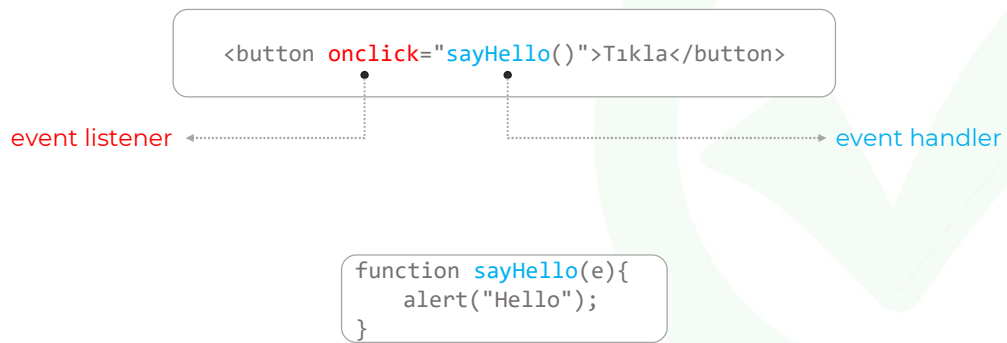 <button onclick="sayHello()">Tıkla</button>
event listener
event handler
function sayHello(e){
alert("Hello");
}